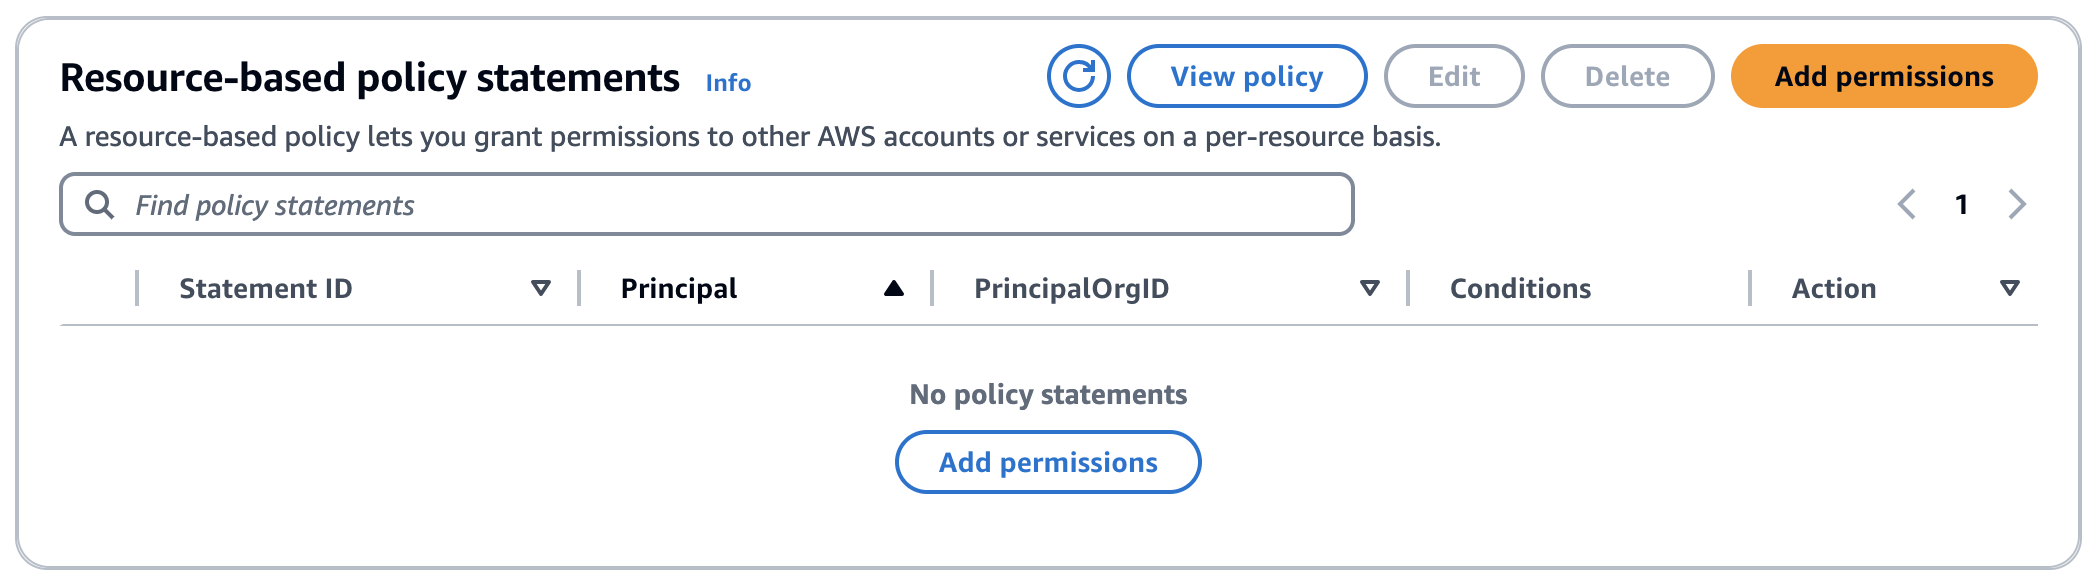 Resource-based policy statements Info
View policy
Edit
Delete
Add permissions
A resource-based policy lets you grant permissions to other AWS accounts or services on a per-resource basis.
Find policy statements
1
Statement ID
Principal
PrincipalOrgID
Conditions
Action
No policy statements
Add permissions